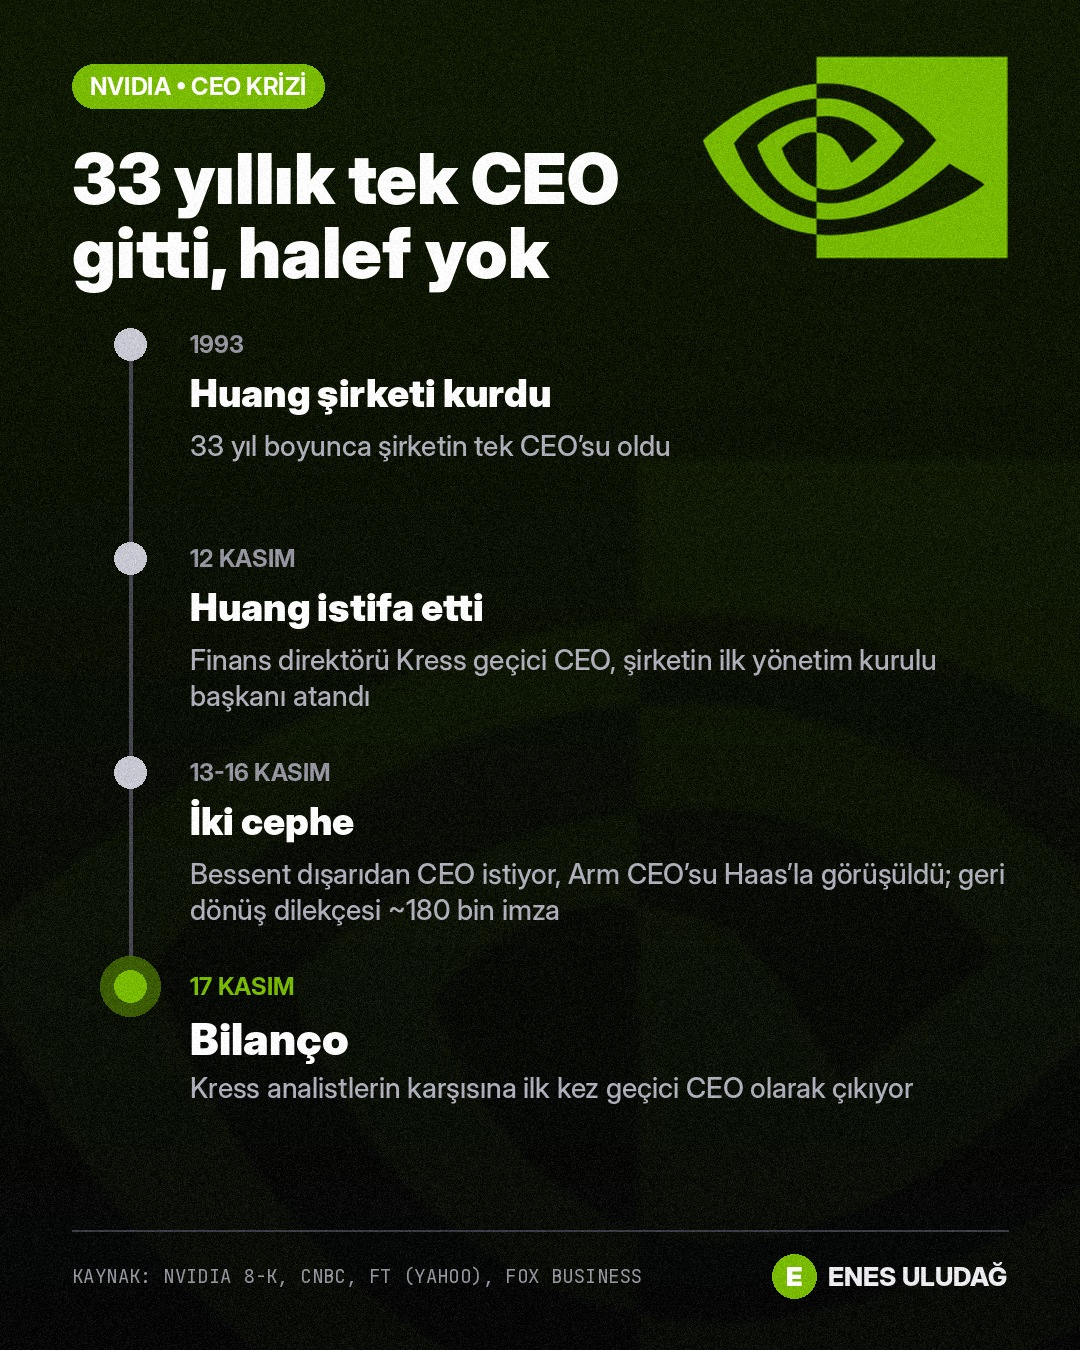 NVIDIA • CEO KRİZİ
33 yıllık tek CEO
gitti, halef yok
1993
Huang şirketi kurdu
33 yıl boyunca şirketin tek CEO’su oldu
12 KASIM
Huang istifa etti
Finans direktörü Kress geçici CEO, şirketin ilk yönetim kurulu
başkanı atandı
13-16 KASIM
İki cephe
Bessent dışarıdan CEO istiyor, Arm CEO’su Haas’la görüşüldü; geri
dönüş dilekçesi ~180 bin imza
17 KASIM
Bilanço
Kress analistlerin karşısına ilk kez geçici CEO olarak çıkıyor
KAYNAK: NVIDIA 8-K, CNBC, FT (YAHOO), FOX BUSINESS
E ENES ULUDAĞ